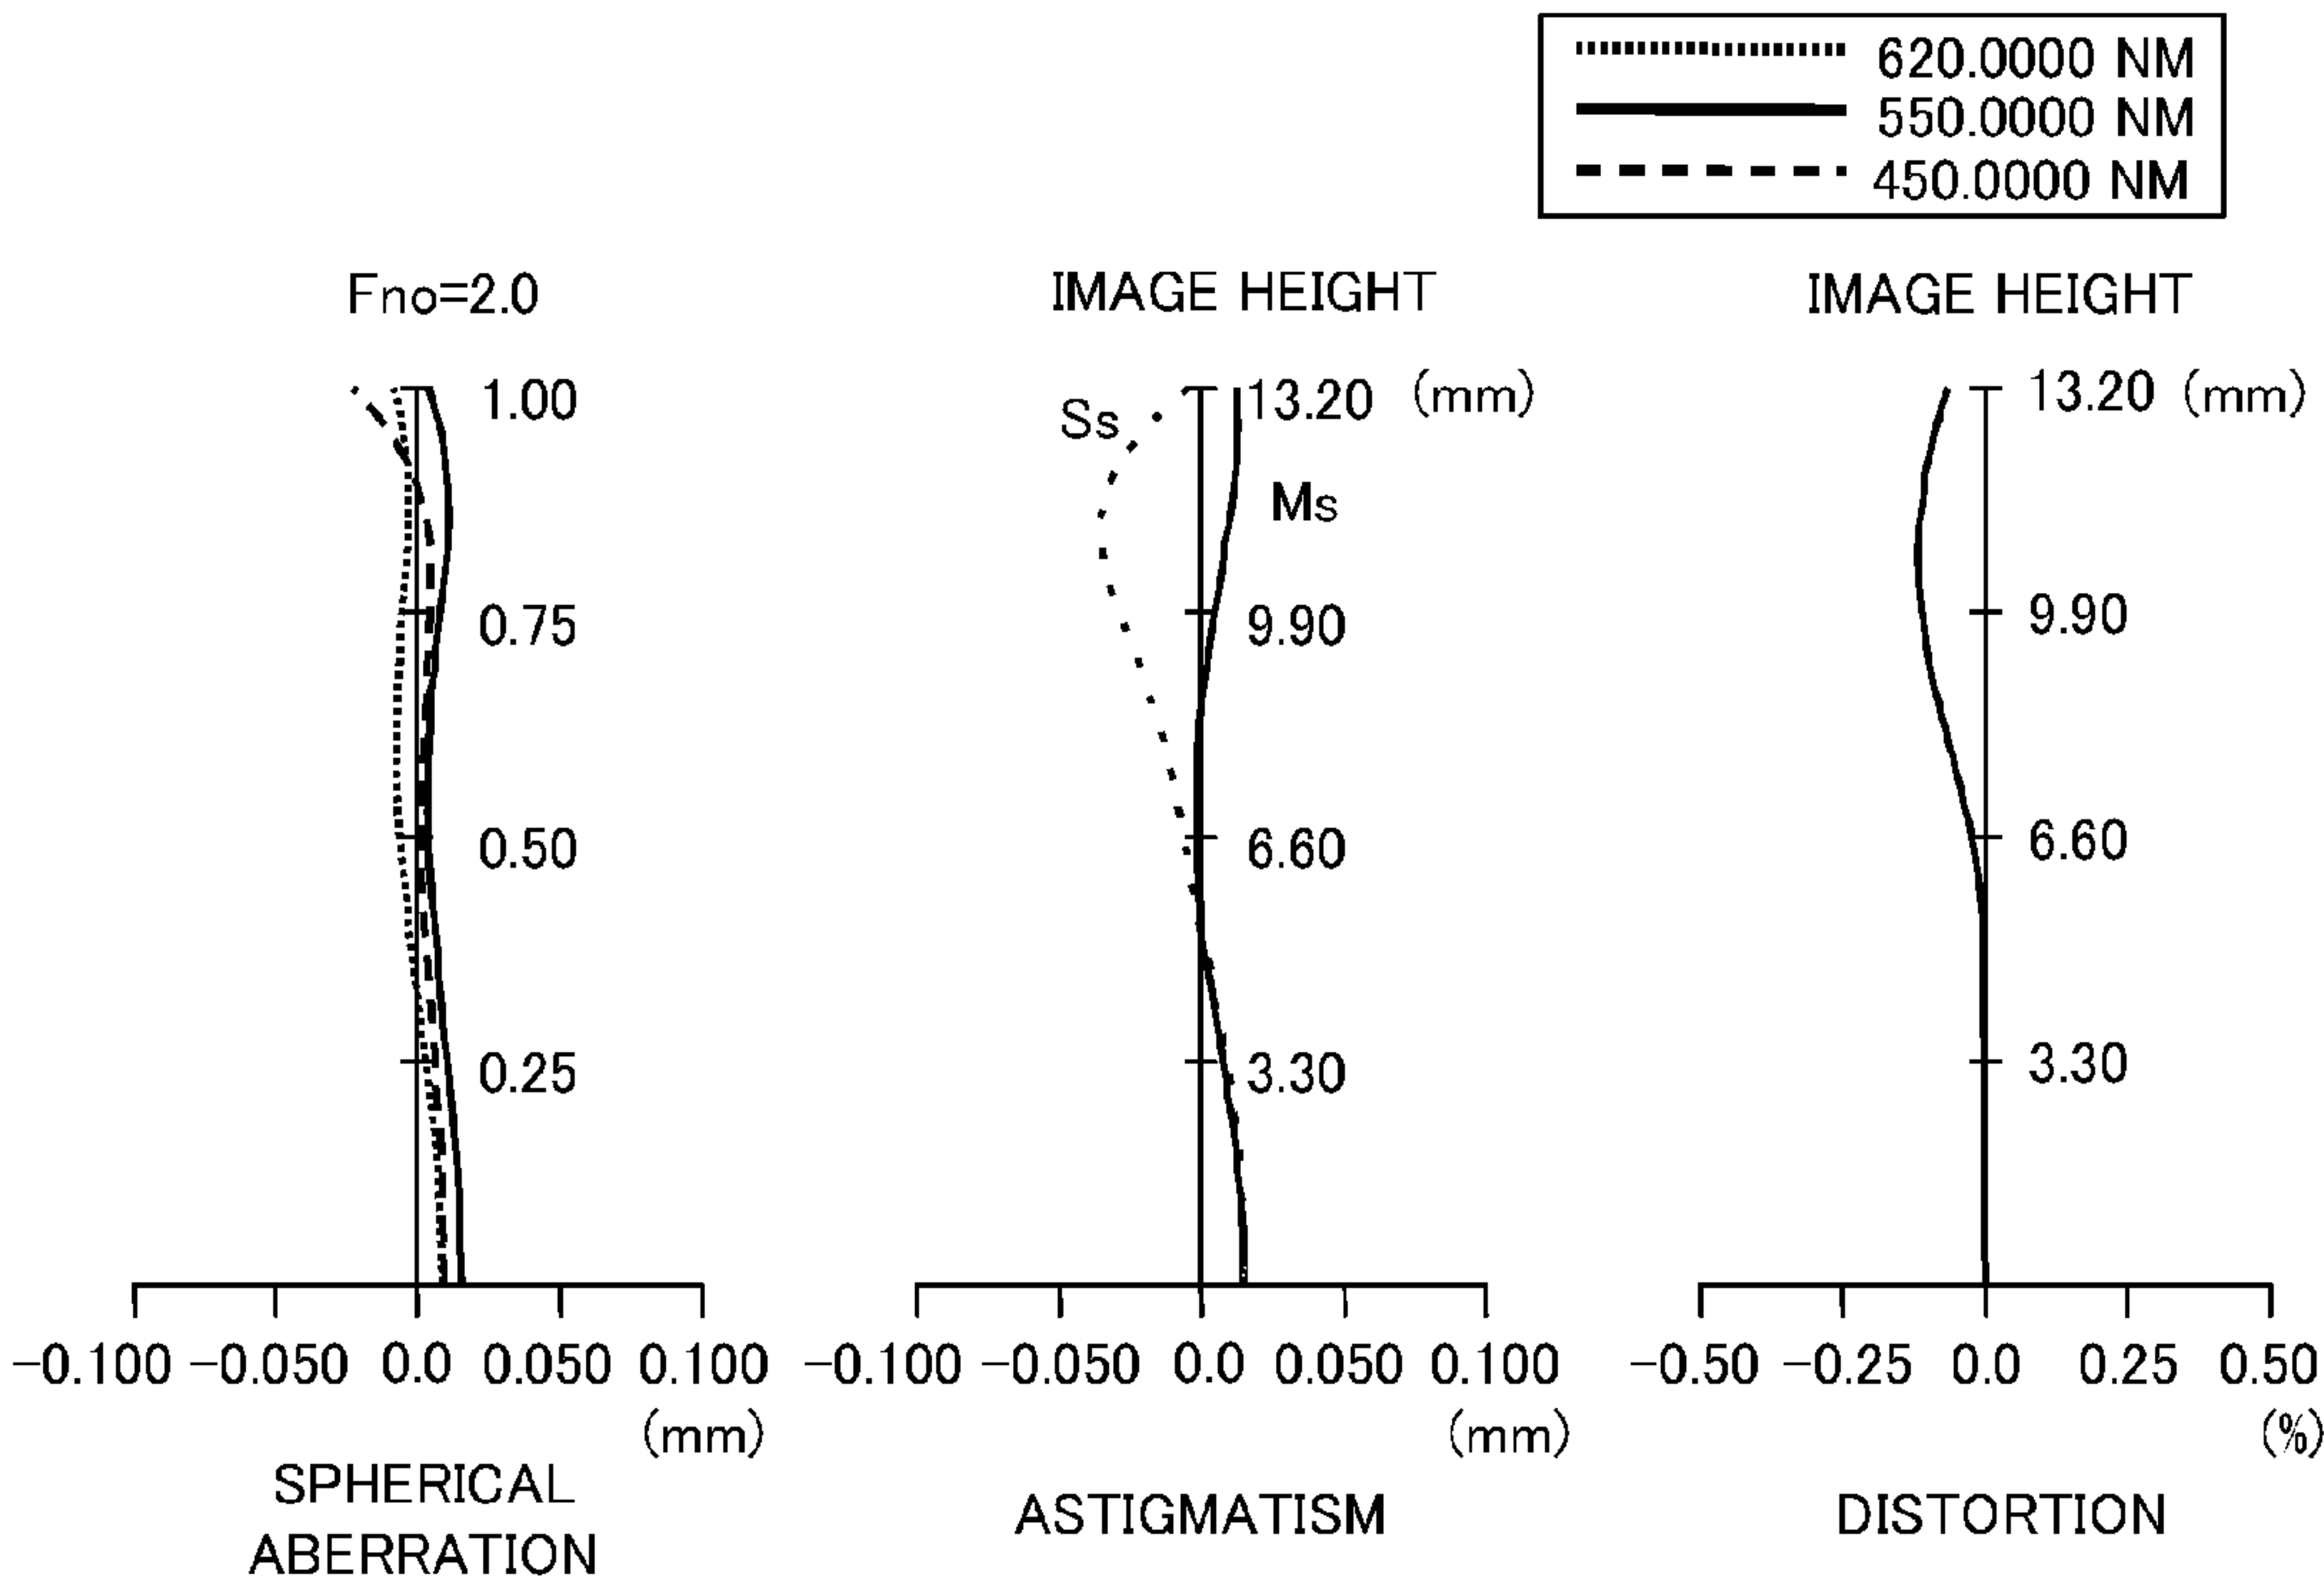 620.0000 NM
550.0000 NM
450.0000 NM
Fno=2.0
1.00
0.75
0.50
0.25
−0.100 −0.050 0.0 0.050 0.100
(mm)
SPHERICAL
ABERRATION
IMAGE HEIGHT
Ss 13.20 (mm)
Ms
9.90
6.60
3.30
−0.100 −0.050 0.0 0.050 0.100
(mm)
ASTIGMATISM
IMAGE HEIGHT
13.20 (mm)
9.90
6.60
3.30
−0.50 −0.25 0.0 0.25 0.50
(%)
DISTORTION